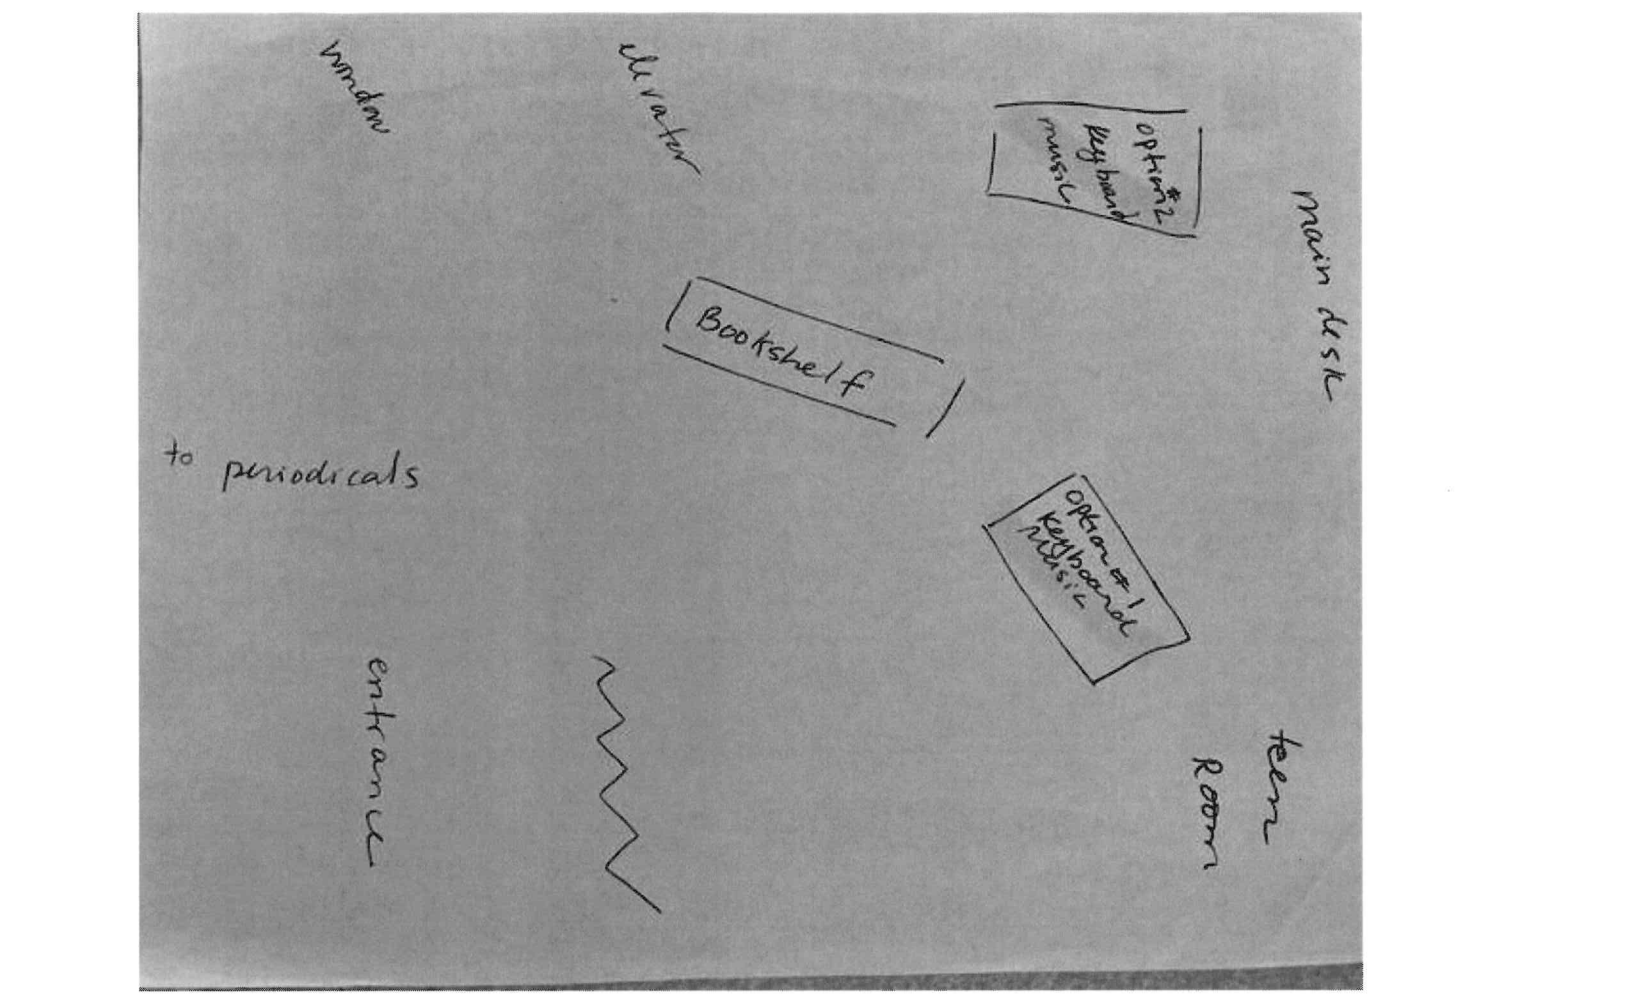 window
elevator
option #2
keyboard
music
main desk
Bookshelf
to periodicals
option #1
keyboard
music
entrance
teen
Room